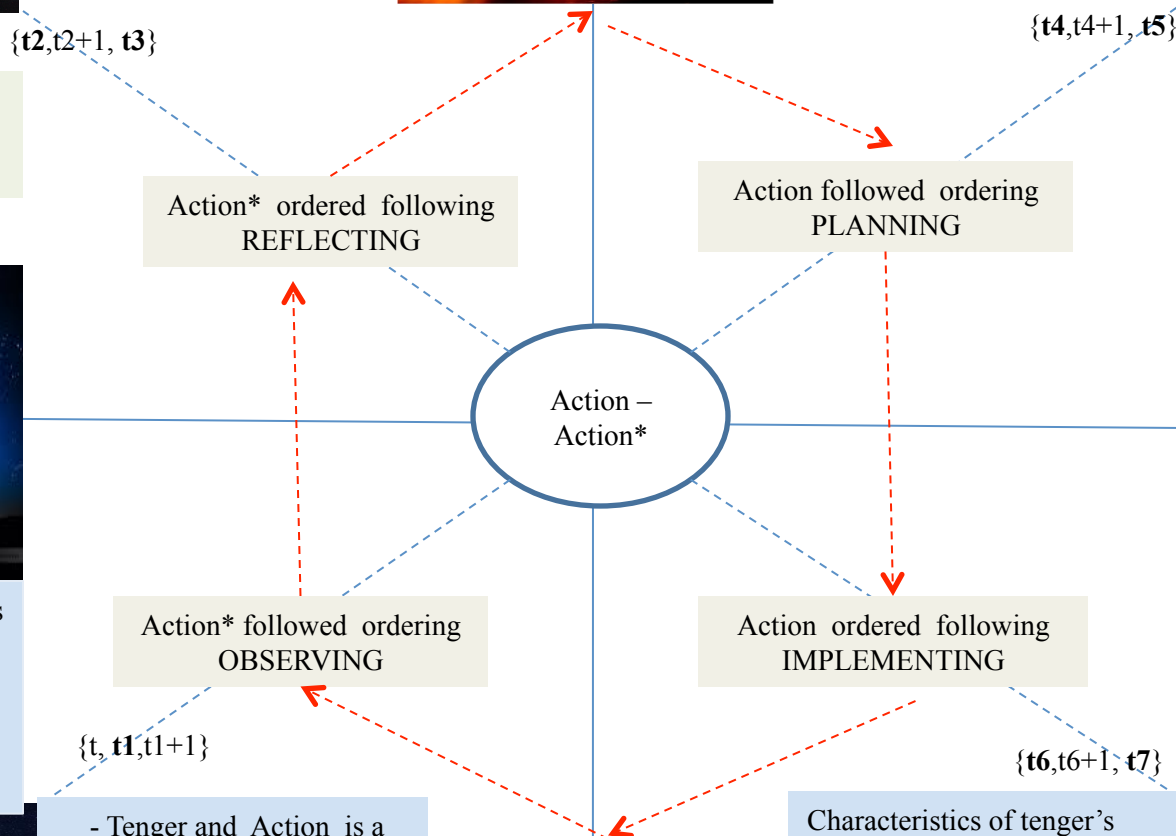 {t2,t2+1, t3}
{t4,t4+1, t5}
Action* ordered following
REFLECTING
Action followed ordering
PLANNING
Action –
Action*
s
Action* followed ordering
OBSERVING
Action ordered following
IMPLEMENTING
{t, t1,t1+1}
{t6,t6+1, t7}
- Tenger and Action is a
Characteristics of tenger’s